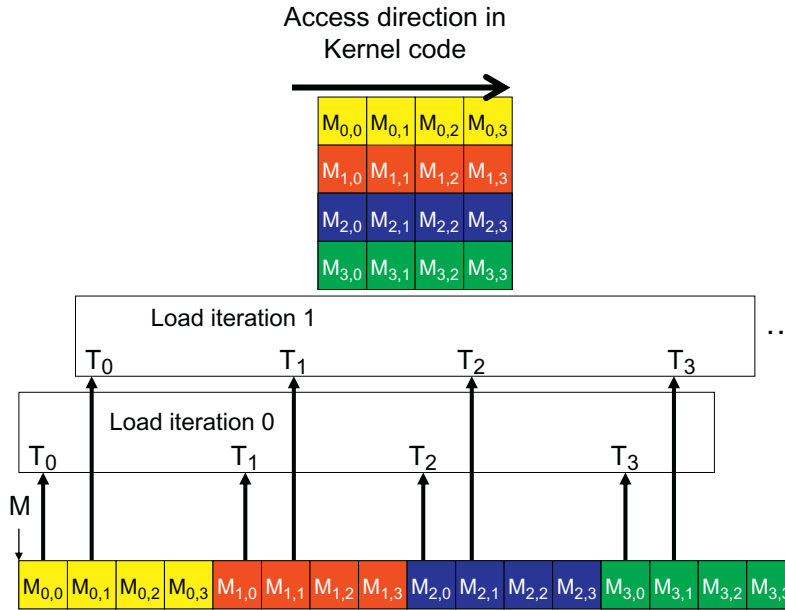 Access direction in
Kernel code
M0,0 M0,1 M0,2 M0,3
M1,0 M1,1 M1,2 M1,3
M2,0 M2,1 M2,2 M2,3
M3,0 M3,1 M3,2 M3,3
Load iteration 1
...
T0 T1 T2 T3
Load iteration 0
T0 T1 T2 T3
M
M0,0 M0,1 M0,2 M0,3 M1,0 M1,1 M1,2 M1,3 M2,0 M2,1 M2,2 M2,3 M3,0 M3,1 M3,2 M3,3